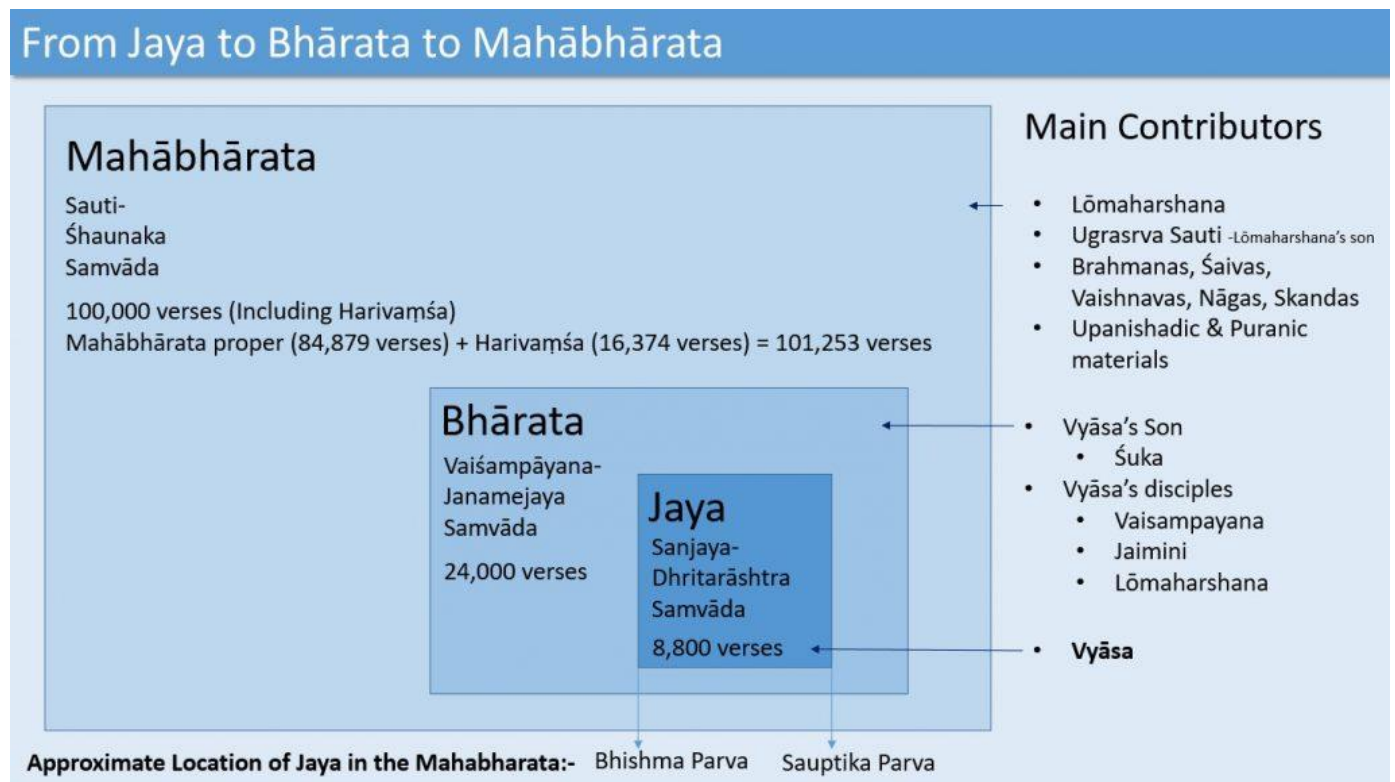 From Jaya to Bhārata to Mahābhārata
Mahābhārata
Sauti-
Śhaunaka
Samvāda
100,000 verses (Including Harivaṃśa)
Mahābhārata proper (84,879 verses) + Harivaṃśa (16,374 verses) = 101,253 verses
Bhārata
Vaiśampāyana-
Janamejaya
Samvāda
24,000 verses
Jaya
Sanjaya-
Dhritarāshtra
Samvāda
8,800 verses
Main Contributors
• Lōmaharshana
• Ugrasrva Sauti -Lōmaharshana's son
• Brahmanas, Śaivas,
Vaishnavas, Nāgas, Skandas
• Upanishadic & Puranic
materials
• Vyāsa's Son
• Śuka
• Vyāsa's disciples
• Vaisampayana
• Jaimini
• Lōmaharshana
• Vyāsa
Approximate Location of Jaya in the Mahabharata:- Bhishma Parva Sauptika Parva